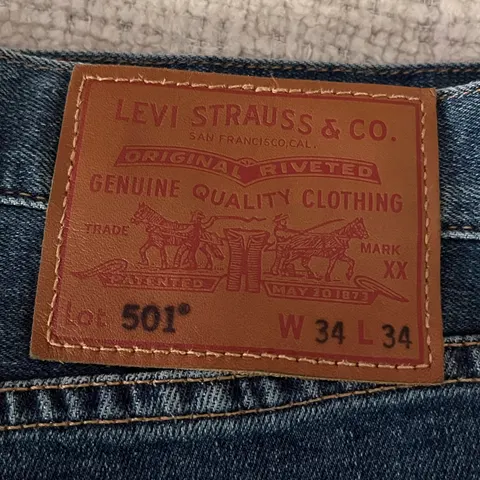 LEVI STRAUSS & CO.
SAN FRANCISCO,CAL.
ORIGINAL RIVETED
GENUINE QUALITY CLOTHING
TRADE MARK
XX
PATENTED MAY 20 1873
Lot 501® W 34 L 34